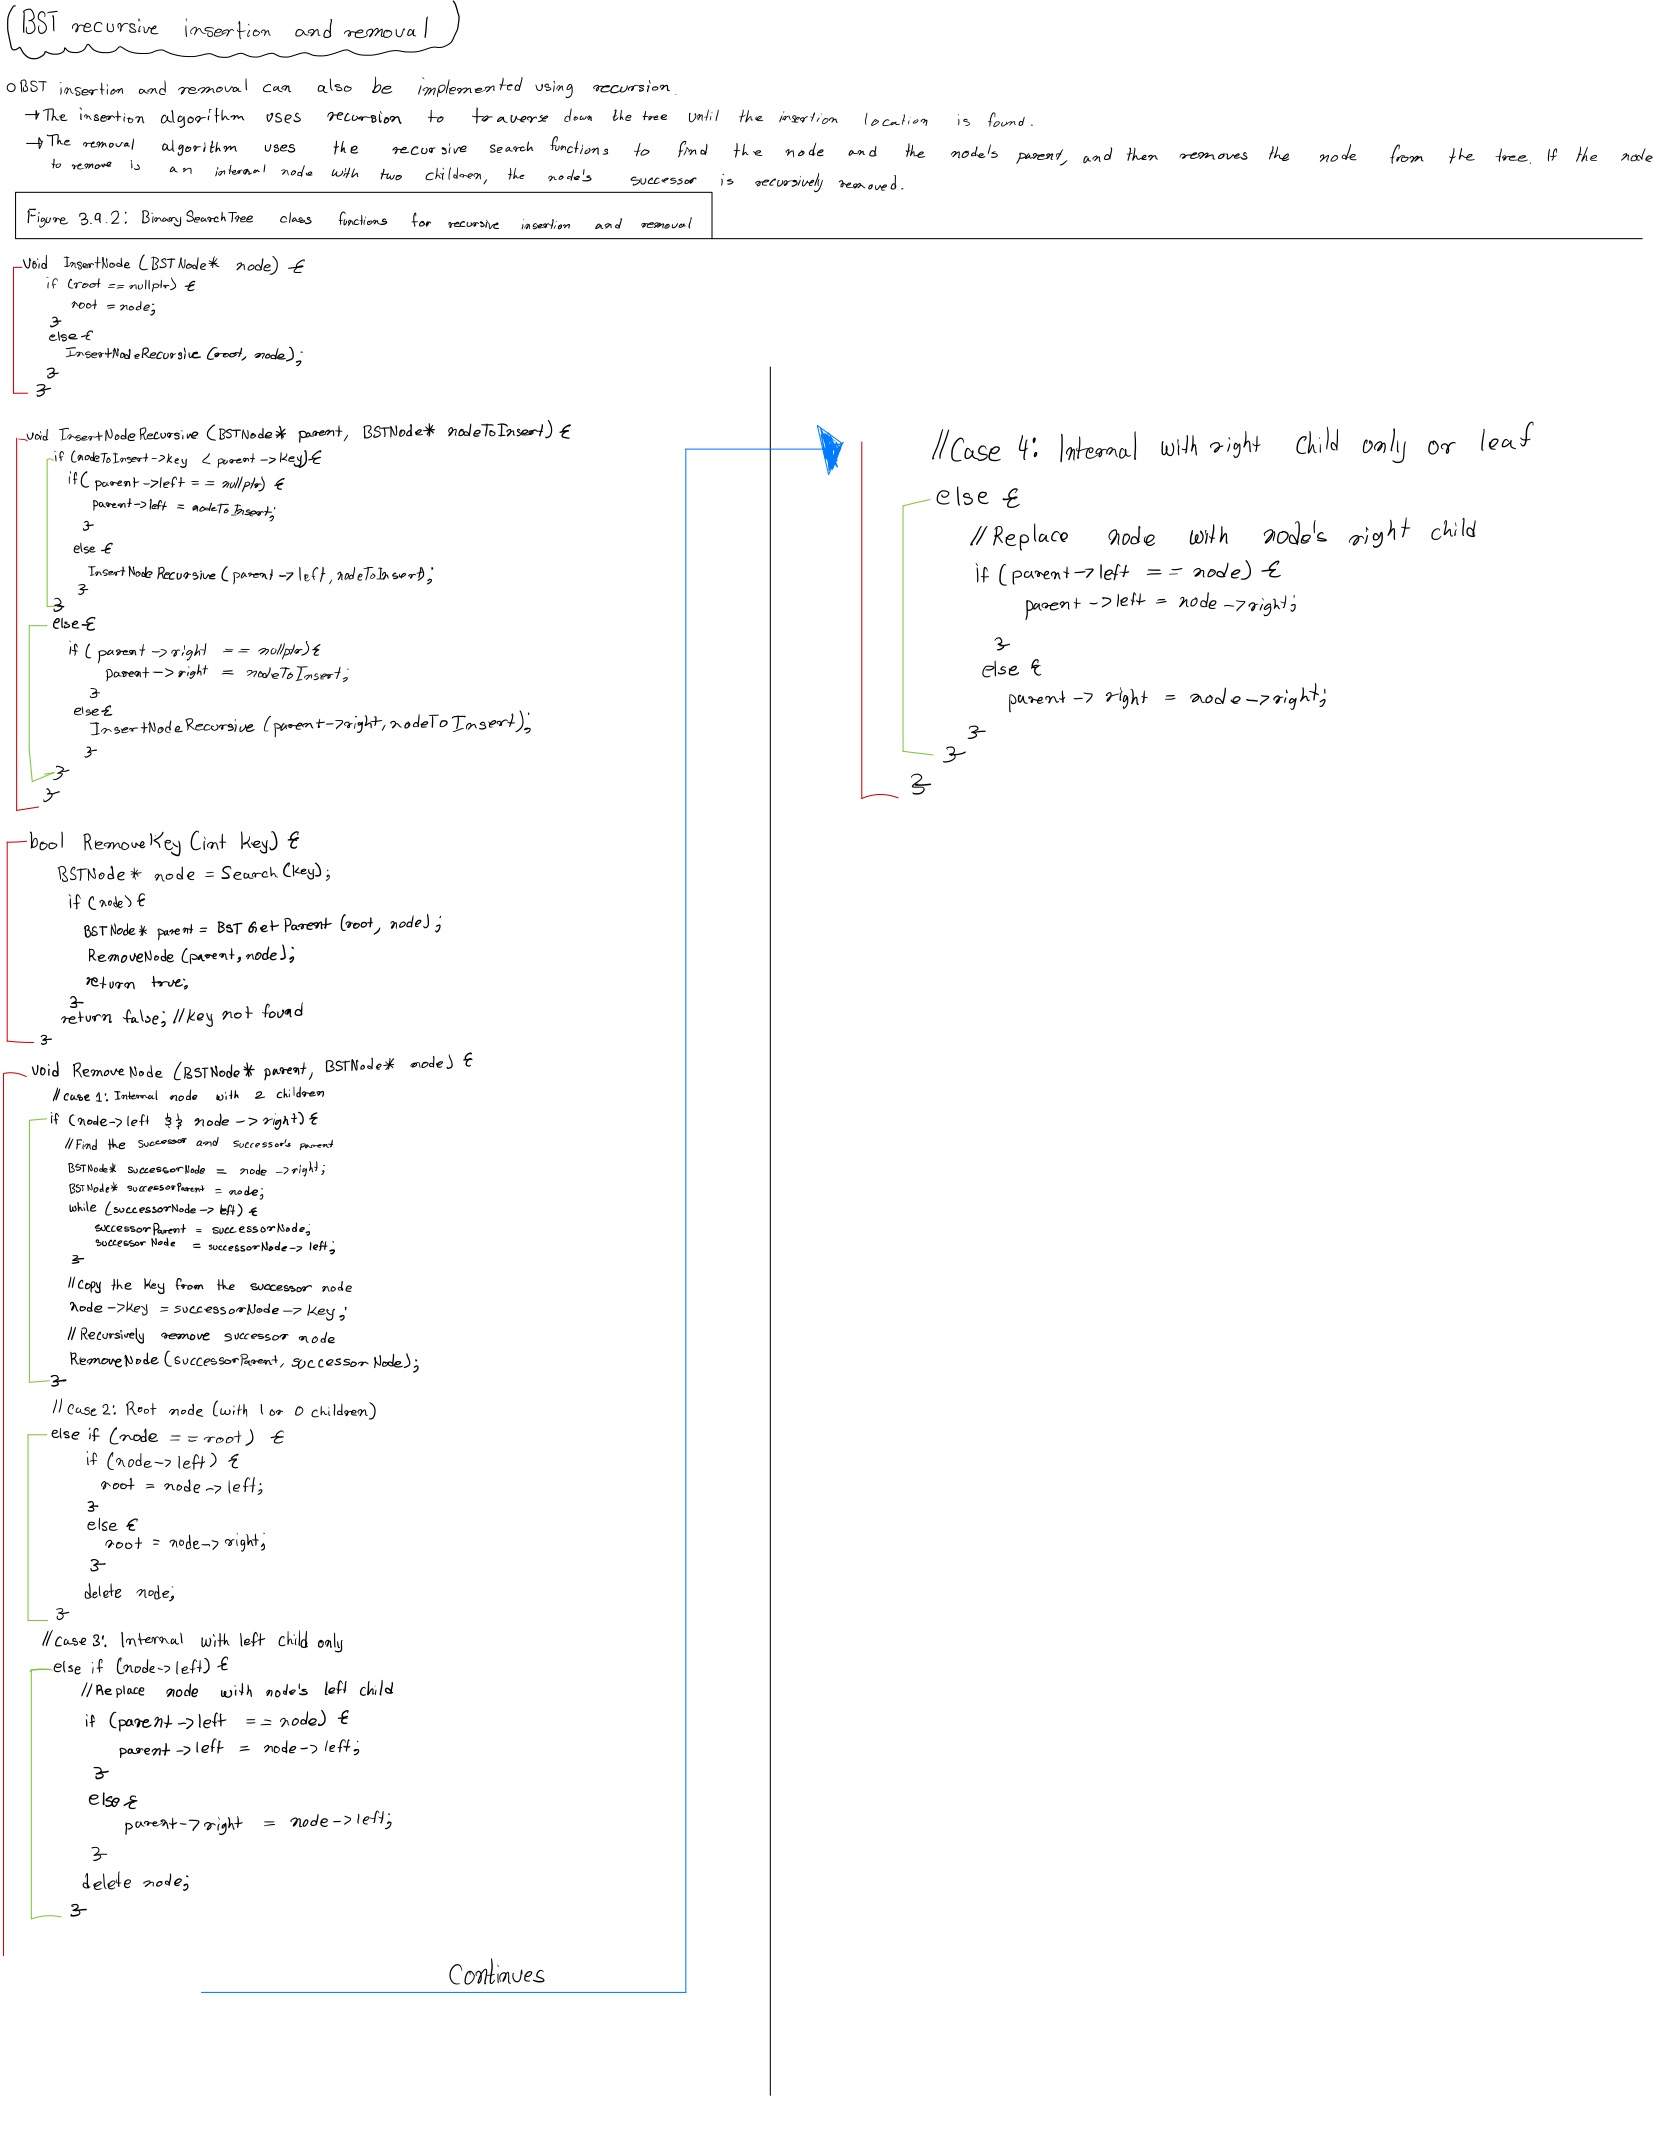 BST recursive insertion and removal
BST insertion and removal can also be implemented using recursion.
→ The insertion algorithm uses recursion to traverse down the tree until the insertion location is found.
→ The removal algorithm uses the recursive search functions to find the node and the node's parent, and then removes the node from the tree. If the node
to remove is an internal node with two children, the node's successor is recursively removed.
Figure 3.9.2: BinarySearchTree class functions for recursive insertion and removal
void InsertNode (BSTNode* node) {
if (root == nullptr) {
root = node;
}
else {
InsertNodeRecursive (root, node);
}
}
void InsertNodeRecursive (BSTNode* parent, BSTNode* nodeToInsert) {
if (nodeToInsert->key < parent->key) {
if (parent->left == nullptr) {
parent->left = nodeToInsert;
}
else {
InsertNodeRecursive (parent->left, nodeToInsert);
}
}
else {
if (parent->right == nullptr) {
parent->right = nodeToInsert;
}
else {
InsertNodeRecursive (parent->right, nodeToInsert);
}
}
}
bool RemoveKey (int key) {
BSTNode* node = Search (key);
if (node) {
BSTNode* parent = BSTGetParent (root, node);
RemoveNode (parent, node);
return true;
}
return false; //key not found
}
void RemoveNode (BSTNode* parent, BSTNode* node) {
// case 1: Internal node with 2 children
if (node->left && node->right) {
//Find the successor and successor's parent
BSTNode* successorNode = node->right;
BSTNode* successorParent = node;
while (successorNode->left) {
successorParent = successorNode;
successorNode = successorNode->left;
}
//Copy the key from the successor node
node->key = successorNode->key;
// Recursively remove successor node
RemoveNode (successorParent, successorNode);
}
// case 2: Root node (with 1 or 0 children)
else if (node == root) {
if (node->left) {
root = node->left;
}
else {
root = node->right;
}
delete node;
}
// case 3: Internal with left child only
else if (node->left) {
//Replace node with node's left child
if (parent->left == node) {
parent->left = node->left;
}
else {
parent->right = node->left;
}
delete node;
}
Continues
//Case 4: Internal with right child only or leaf
else {
//Replace node with node's right child
if (parent->left == node) {
parent->left = node->right;
}
else {
parent->right = node->right;
}
}
}